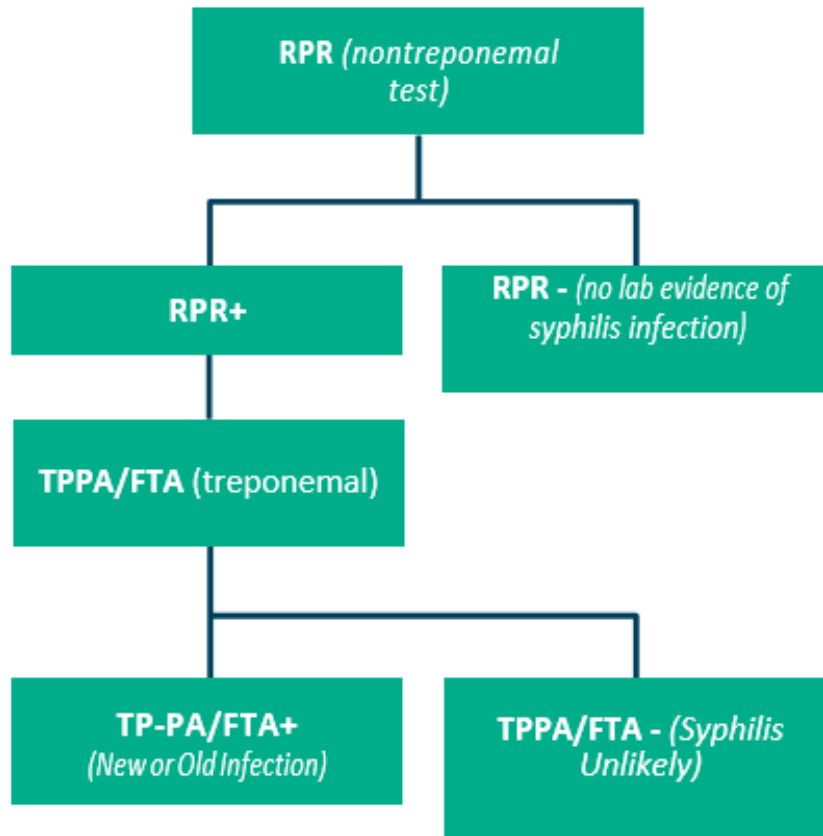 RPR (nontreponemal
test)
RPR+
RPR - (no lab evidence of
syphilis infection)
TPPA/FTA (treponemal)
TP-PA/FTA+
(New or Old Infection)
TPPA/FTA - (Syphilis
Unlikely)